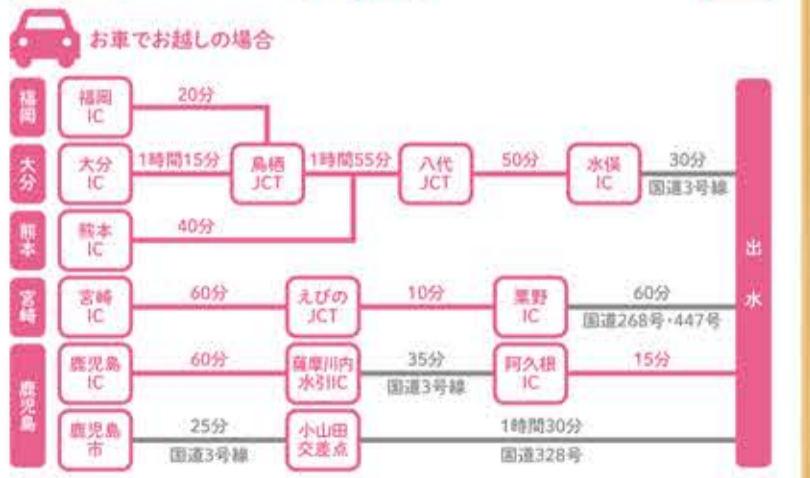 お車でお越しの場合
福岡
福岡
IC
20分
大分
大分
IC
1時間15分
鳥栖
JCT
1時間55分
八代
JCT
50分
水俣
IC
30分
国道3号線
熊本
熊本
IC
40分
宮崎
宮崎
IC
60分
えびの
JCT
10分
栗野
IC
60分
国道268号・447号
鹿児島
鹿児島
IC
60分
薩摩川内
水引IC
35分
国道3号線
阿久根
IC
15分
鹿児島
市
25分
国道3号線
小山田
交差点
1時間30分
国道328号
出水